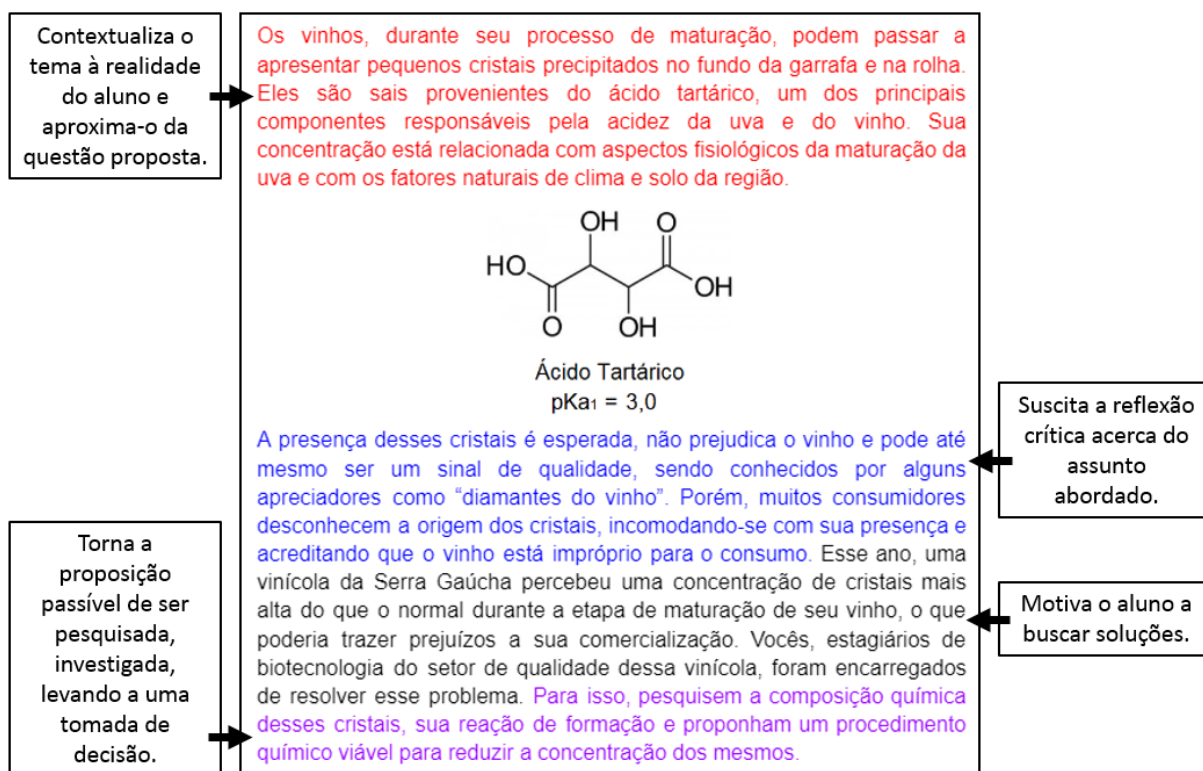 Contextualiza o
tema à realidade
do aluno e
aproxima-o da
questão proposta.
Os vinhos, durante seu processo de maturação, podem passar a
apresentar pequenos cristais precipitados no fundo da garrafa e na rolha.
Eles são sais provenientes do ácido tartárico, um dos principais
componentes responsáveis pela acidez da uva e do vinho. Sua
concentração está relacionada com aspectos fisiológicos da maturação da
uva e com os fatores naturais de clima e solo da região.
OH
O
HO
OH
O
OH
Ácido Tartárico
pKa₁ = 3,0
A presença desses cristais é esperada, não prejudica o vinho e pode até
mesmo ser um sinal de qualidade, sendo conhecidos por alguns
apreciadores como “diamantes do vinho”. Porém, muitos consumidores
desconhecem a origem dos cristais, incomodando-se com sua presença e
acreditando que o vinho está impróprio para o consumo. Esse ano, uma
vinícola da Serra Gaúcha percebeu uma concentração de cristais mais
alta do que o normal durante a etapa de maturação de seu vinho, o que
poderia trazer prejuízos a sua comercialização. Vocês, estagiários de
biotecnologia do setor de qualidade dessa vinícola, foram encarregados
de resolver esse problema. Para isso, pesquisem a composição química
desses cristais, sua reação de formação e proponham um procedimento
químico viável para reduzir a concentração dos mesmos.
Suscita a reflexão
crítica acerca do
assunto
abordado.
Motiva o aluno a
buscar soluções.
Torna a
proposição
passível de ser
pesquisada,
investigada,
levando a uma
tomada de
decisão.